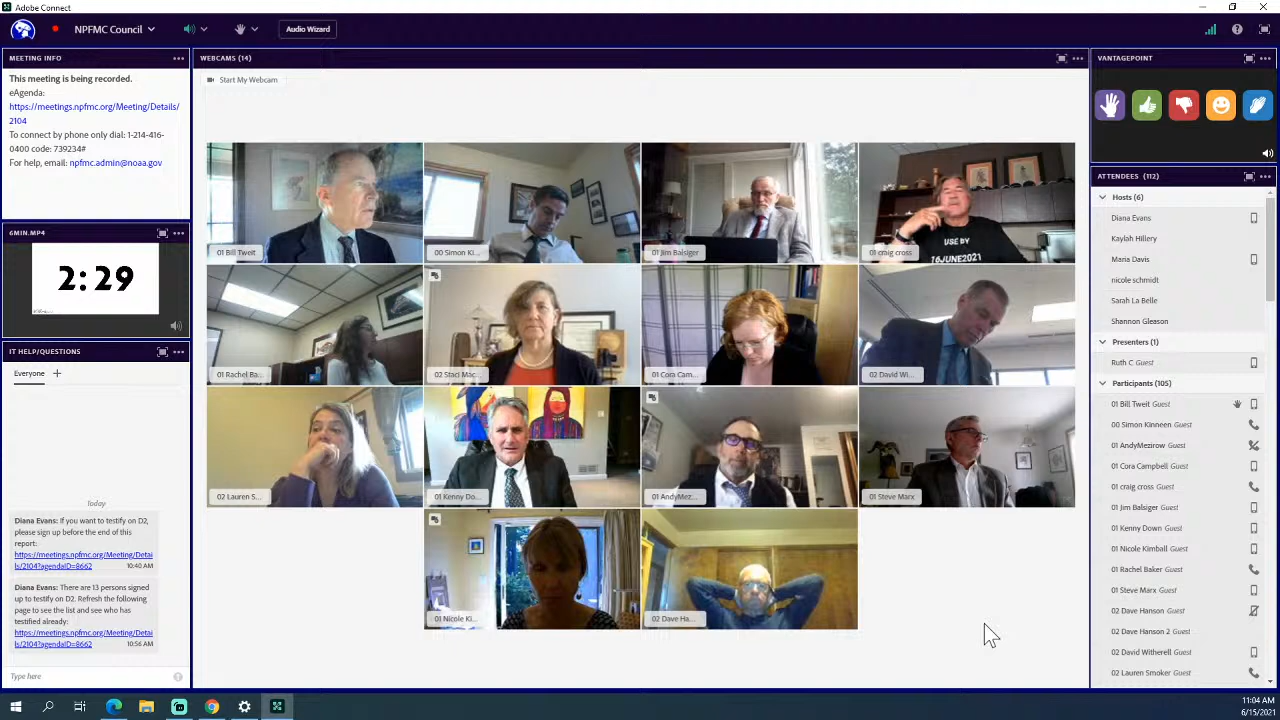 Adobe Connect
NPFMC Council
Audio Wizard
MEETING INFO
This meeting is being recorded.
eAgenda:
https://meetings.npfmc.org/Meeting/Details/
2104
To connect by phone only dial: 1-214-416-
0400 code: 739234#
For help, email: npfmc.admin@noaa.gov
6MIN.MP4
2:29
IT HELP/QUESTIONS
Everyone
Today
Diana Evans: If you want to testify on D2,
please sign up before the end of this
report:
https://meetings.npfmc.org/Meeting/Detai
ls/2104?agendaID=8662
10:40 AM
Diana Evans: There are 13 persons signed
up to testify on D2. Refresh the following
page to see the list and see who has
testified already:
https://meetings.npfmc.org/Meeting/Detai
ls/2104?agendaID=8662
10:56 AM
Type here
WEBCAMS (14)
Start My Webcam
01 Bill Tweit
00 Simon Ki...
01 Jim Balsiger
01 craig cross
USE BY
16JUNE2021
01 Rachel Ba...
02 Staci Mac...
01 Cora Cam...
02 David Wi...
02 Lauren S...
01 Kenny Do...
01 AndyMez...
01 Steve Marx
01 Nicole Ki...
02 Dave Ha...
VANTAGEPOINT
ATTENDEES (112)
Hosts (6)
Diana Evans
Kaylah Hillery
Maria Davis
nicole schmidt
Sarah La Belle
Shannon Gleason
Presenters (1)
Ruth C Guest
Participants (105)
01 Bill Tweit Guest
00 Simon Kinneen Guest
01 AndyMezirow Guest
01 Cora Campbell Guest
01 craig cross Guest
01 Jim Balsiger Guest
01 Kenny Down Guest
01 Nicole Kimball Guest
01 Rachel Baker Guest
01 Steve Marx Guest
02 Dave Hanson Guest
02 Dave Hanson 2 Guest
02 David Witherell Guest
02 Lauren Smoker Guest
11:04 AM
6/15/2021